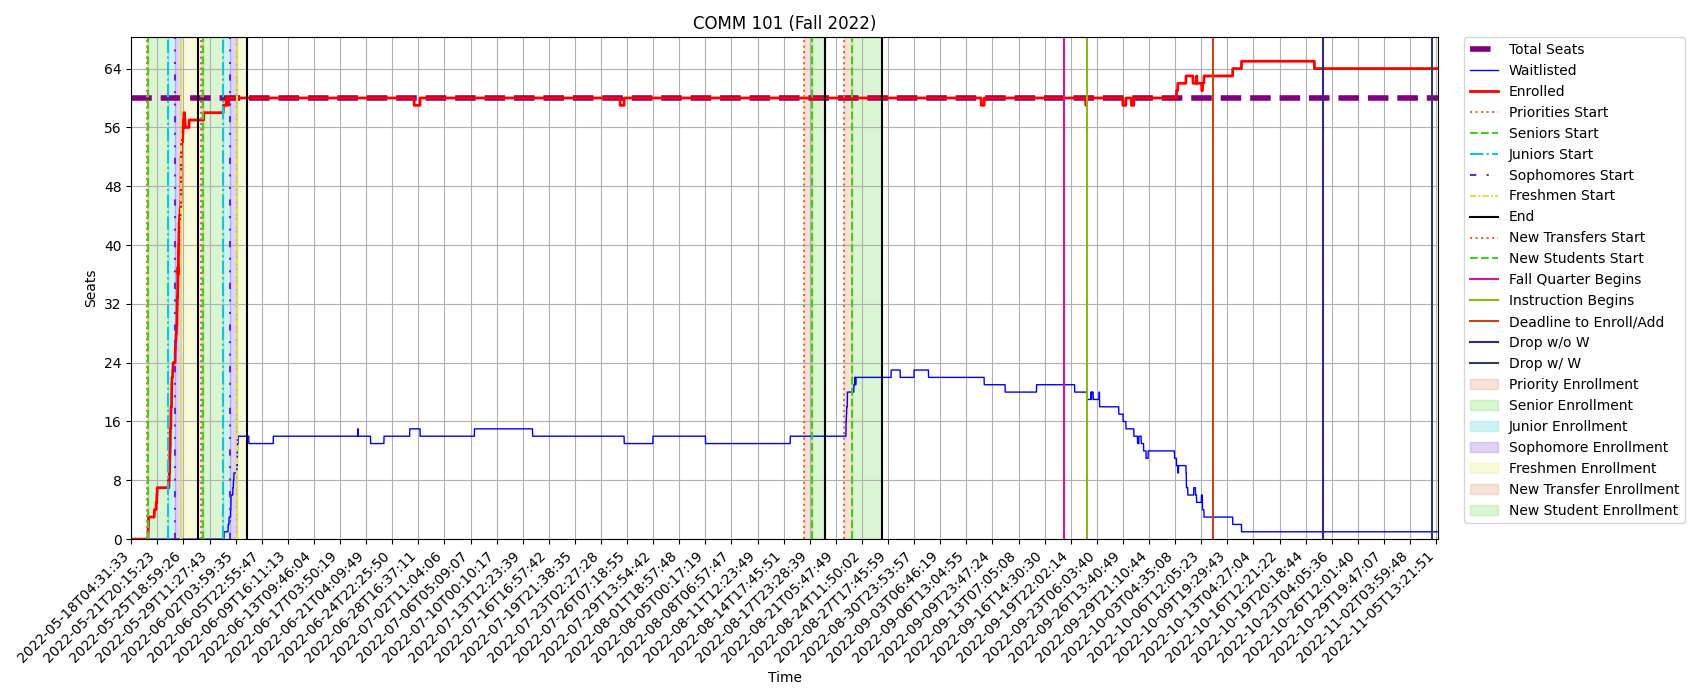 COMM 101 (Fall 2022)
Seats
64
56
48
40
32
24
16
8
0
2022-05-18T04:31:33
2022-05-21T20:15:23
2022-05-25T18:59:26
2022-05-29T11:27:43
2022-06-02T03:59:35
2022-06-05T22:55:47
2022-06-09T16:11:13
2022-06-13T09:46:04
2022-06-17T03:50:19
2022-06-21T04:09:49
2022-06-24T22:25:50
2022-06-28T16:37:11
2022-07-02T11:04:06
2022-07-06T05:09:07
2022-07-10T00:10:17
2022-07-13T12:23:39
2022-07-16T16:57:42
2022-07-19T21:38:35
2022-07-23T02:27:28
2022-07-26T07:18:55
2022-07-29T13:54:42
2022-08-01T18:57:48
2022-08-05T00:17:19
2022-08-08T06:57:47
2022-08-11T12:23:49
2022-08-14T17:45:51
2022-08-17T23:28:39
2022-08-21T05:47:49
2022-08-24T11:50:02
2022-08-27T17:45:59
2022-08-30T23:53:57
2022-09-03T06:46:19
2022-09-06T13:04:55
2022-09-09T23:47:24
2022-09-13T07:05:08
2022-09-16T14:30:30
2022-09-19T22:02:14
2022-09-23T06:03:40
2022-09-26T13:40:49
2022-09-29T21:10:44
2022-10-03T04:35:08
2022-10-06T12:05:23
2022-10-09T19:29:43
2022-10-13T04:27:04
2022-10-16T12:21:22
2022-10-19T20:18:44
2022-10-23T04:05:36
2022-10-26T12:01:40
2022-10-29T19:47:07
2022-11-02T03:59:48
2022-11-05T13:21:51
Time
Total Seats
Waitlisted
Enrolled
Priorities Start
Seniors Start
Juniors Start
Sophomores Start
Freshmen Start
End
New Transfers Start
New Students Start
Fall Quarter Begins
Instruction Begins
Deadline to Enroll/Add
Drop w/o W
Drop w/ W
Priority Enrollment
Senior Enrollment
Junior Enrollment
Sophomore Enrollment
Freshmen Enrollment
New Transfer Enrollment
New Student Enrollment